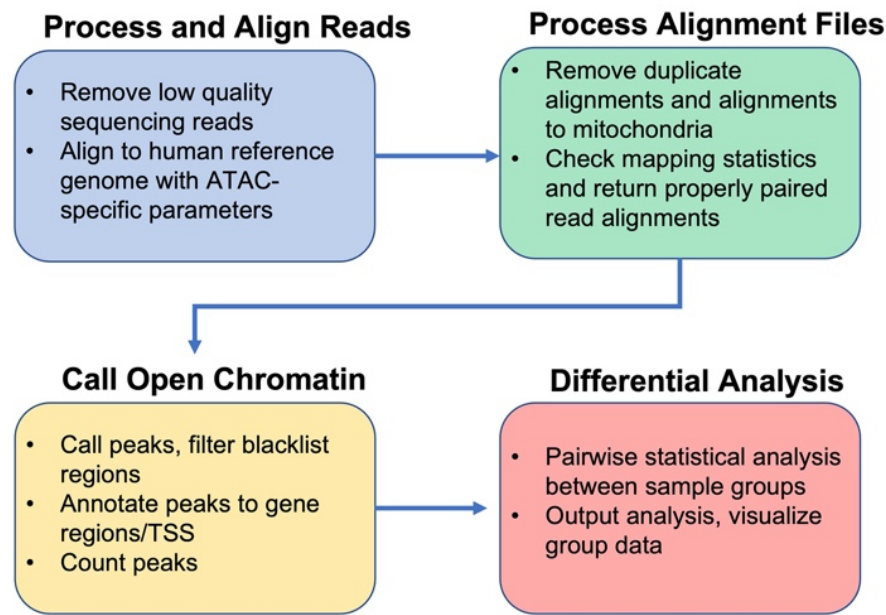 Process and Align Reads
• Remove low quality
sequencing reads
• Align to human reference
genome with ATAC-
specific parameters
Process Alignment Files
• Remove duplicate
alignments and alignments
to mitochondria
• Check mapping statistics
and return properly paired
read alignments
Call Open Chromatin
• Call peaks, filter blacklist
regions
• Annotate peaks to gene
regions/TSS
• Count peaks
Differential Analysis
• Pairwise statistical analysis
between sample groups
• Output analysis, visualize
group data